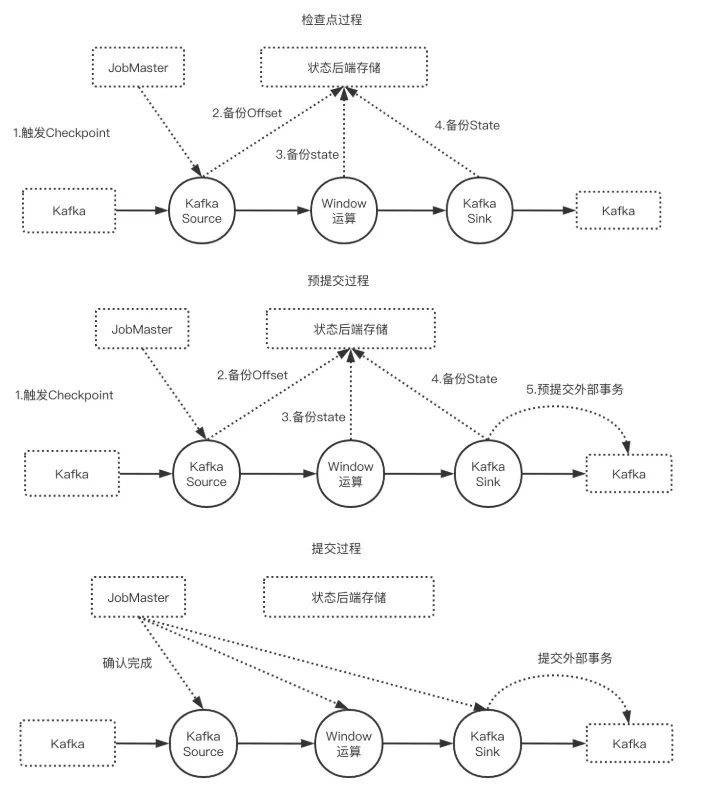 检查点过程
JobMaster
状态后端存储
1.触发Checkpoint
2.备份Offset
3.备份state
4.备份State
Kafka
Kafka
Source
Window
运算
Kafka
Sink
Kafka
预提交过程
JobMaster
状态后端存储
1.触发Checkpoint
2.备份Offset
3.备份state
4.备份State
5.预提交外部事务
Kafka
Kafka
Source
Window
运算
Kafka
Sink
Kafka
提交过程
JobMaster
状态后端存储
确认完成
提交外部事务
Kafka
Kafka
Source
Window
运算
Kafka
Sink
Kafka